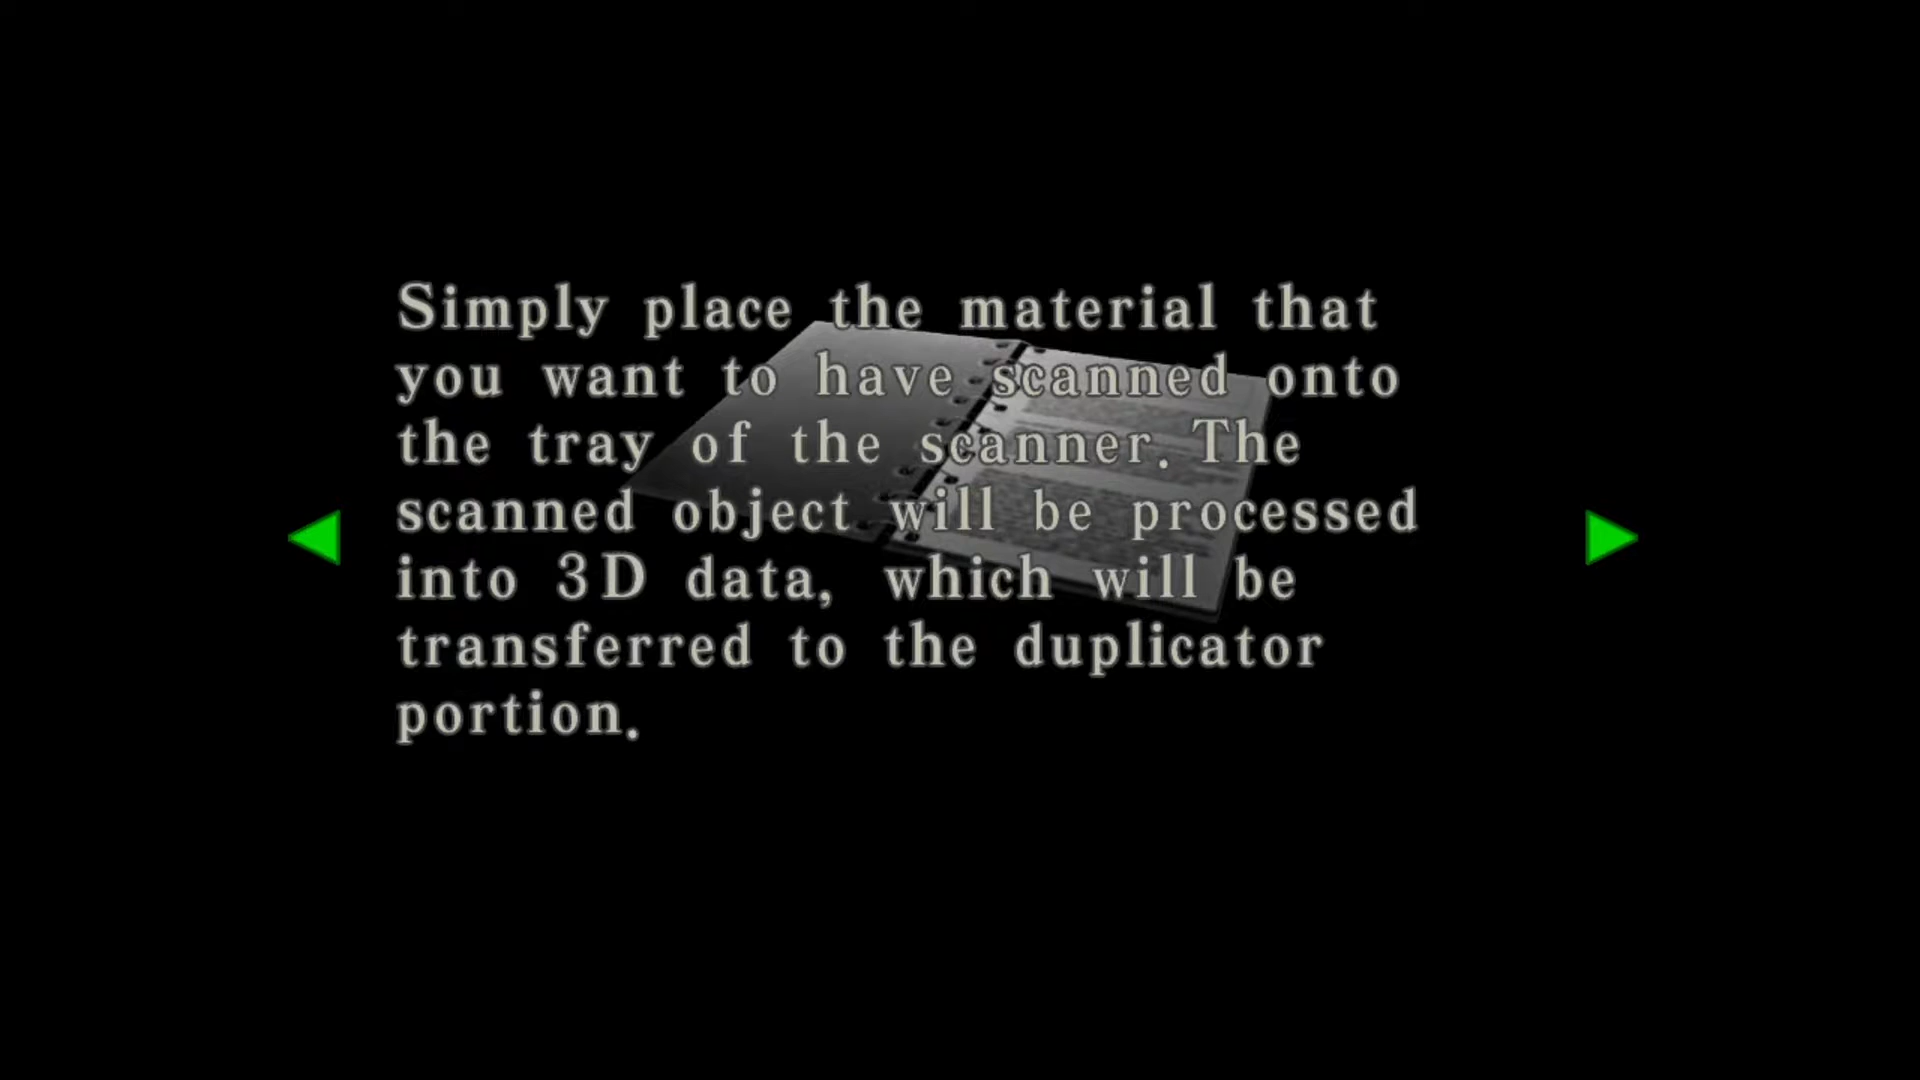 Simply place the material that
you want to have scanned onto
the tray of the scanner. The
scanned object will be processed
into 3D data, which will be
transferred to the duplicator
portion.